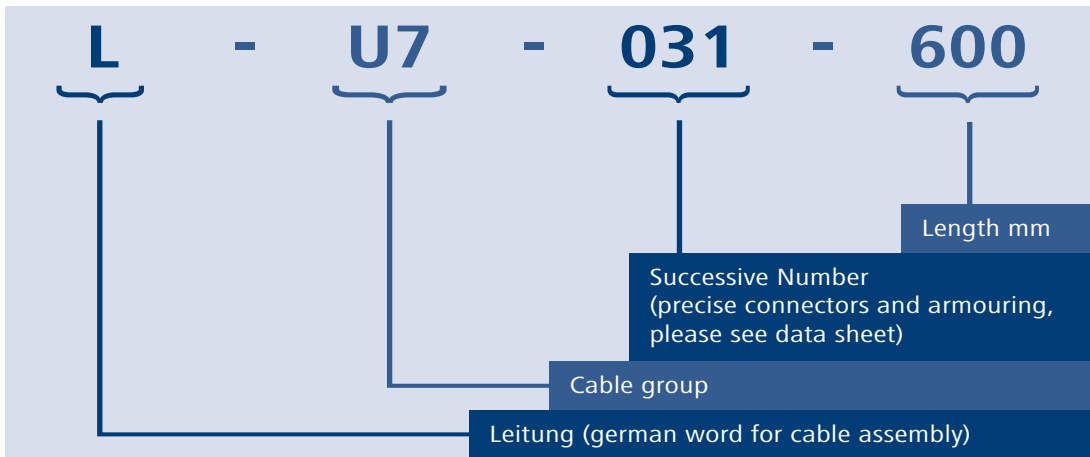 L - U7 - 031 - 600
Length mm
Successive Number
(precise connectors and armouring,
please see data sheet)
Cable group
Leitung (german word for cable assembly)